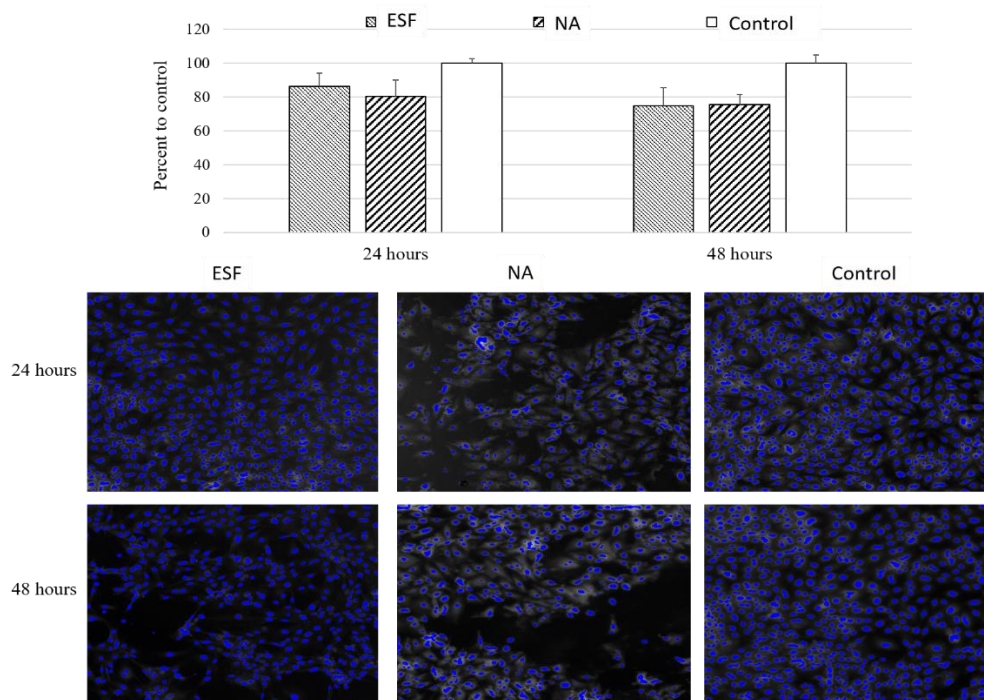 ESF NA Control
120
100
80
60
40
20
0
Percent to control
24 hours 48 hours
ESF NA Control
24 hours
48 hours